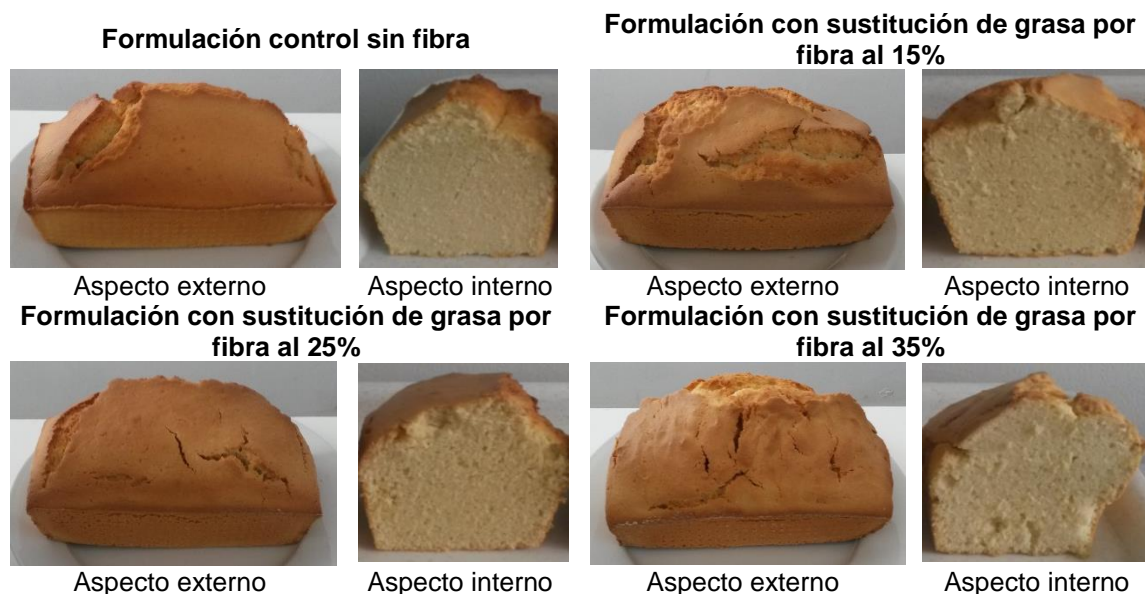 Formulación control sin fibra
Formulación con sustitución de grasa por
fibra al 15%
Aspecto externo
Aspecto interno
Aspecto externo
Aspecto interno
Formulación con sustitución de grasa por
fibra al 25%
Formulación con sustitución de grasa por
fibra al 35%
Aspecto externo
Aspecto interno
Aspecto externo
Aspecto interno